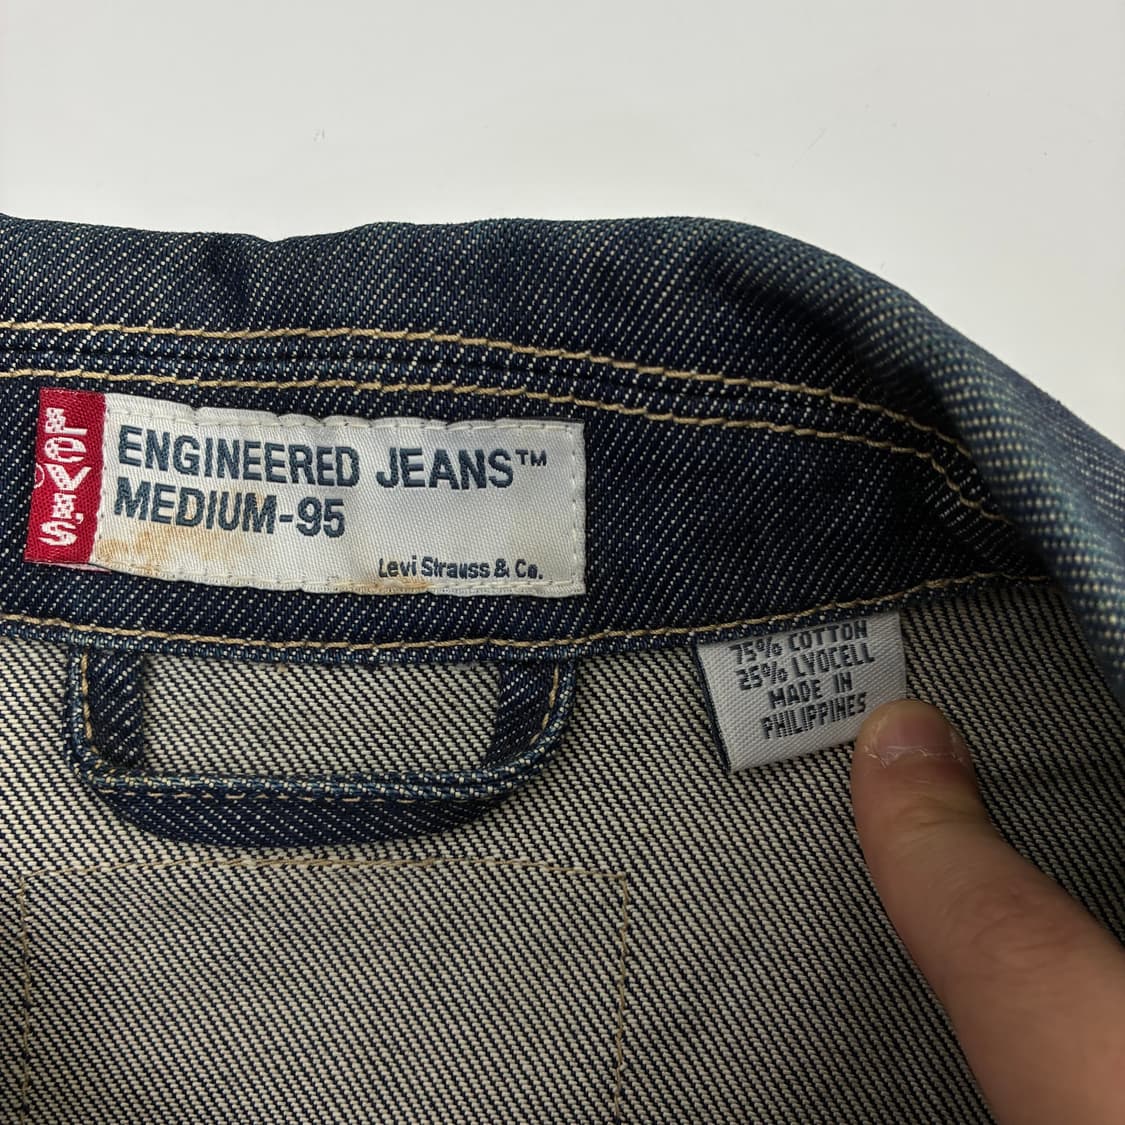 LEVI'S
ENGINEERED JEANS™
MEDIUM-95
Levi Strauss & Co.
75% COTTON
25% LYOCELL
MADE IN
PHILIPPINES